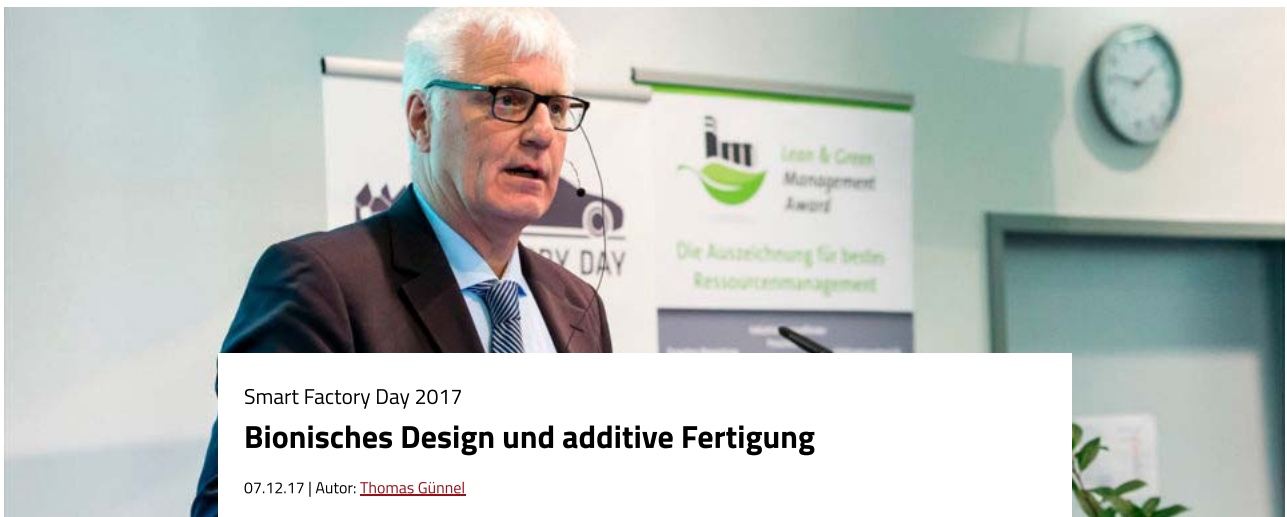 Lean & Green
Management
Award
ORY DAY
Die Auszeichnung für bestes
Ressourcenmanagement
Smart Factory Day 2017
Bionisches Design und additive Fertigung
07.12.17 | Autor: Thomas Günnel